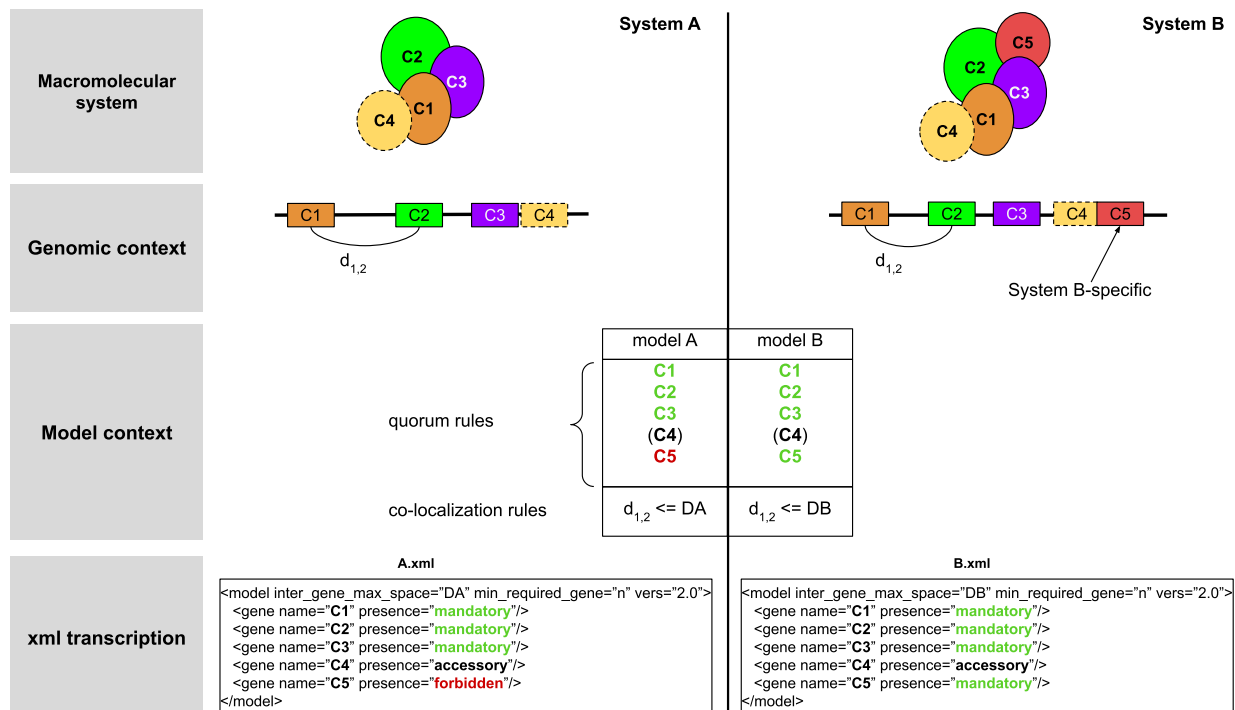 System A
System B
Macromolecular
system
C2
C3
C1
C4
C5
C2
C3
C1
C4
Genomic context
C1
C2
C3
C4
d1,2
C1
C2
C3
C4
C5
d1,2
System B-specific
Model context
model A
model B
quorum rules
C1
C2
C3
(C4)
C5
C1
C2
C3
(C4)
C5
co-localization rules
d1,2 <= DA
d1,2 <= DB
xml transcription
A.xml
<model inter_gene_max_space=”DA” min_required_gene=”n” vers=”2.0”>
<gene name=”C1” presence=”mandatory”/>
<gene name=”C2” presence=”mandatory”/>
<gene name=”C3” presence=”mandatory”/>
<gene name=”C4” presence=”accessory”/>
<gene name=”C5” presence=”forbidden”/>
</model>
B.xml
<model inter_gene_max_space=”DB” min_required_gene=”n” vers=”2.0”>
<gene name=”C1” presence=”mandatory”/>
<gene name=”C2” presence=”mandatory”/>
<gene name=”C3” presence=”mandatory”/>
<gene name=”C4” presence=”accessory”/>
<gene name=”C5” presence=”mandatory”/>
</model>